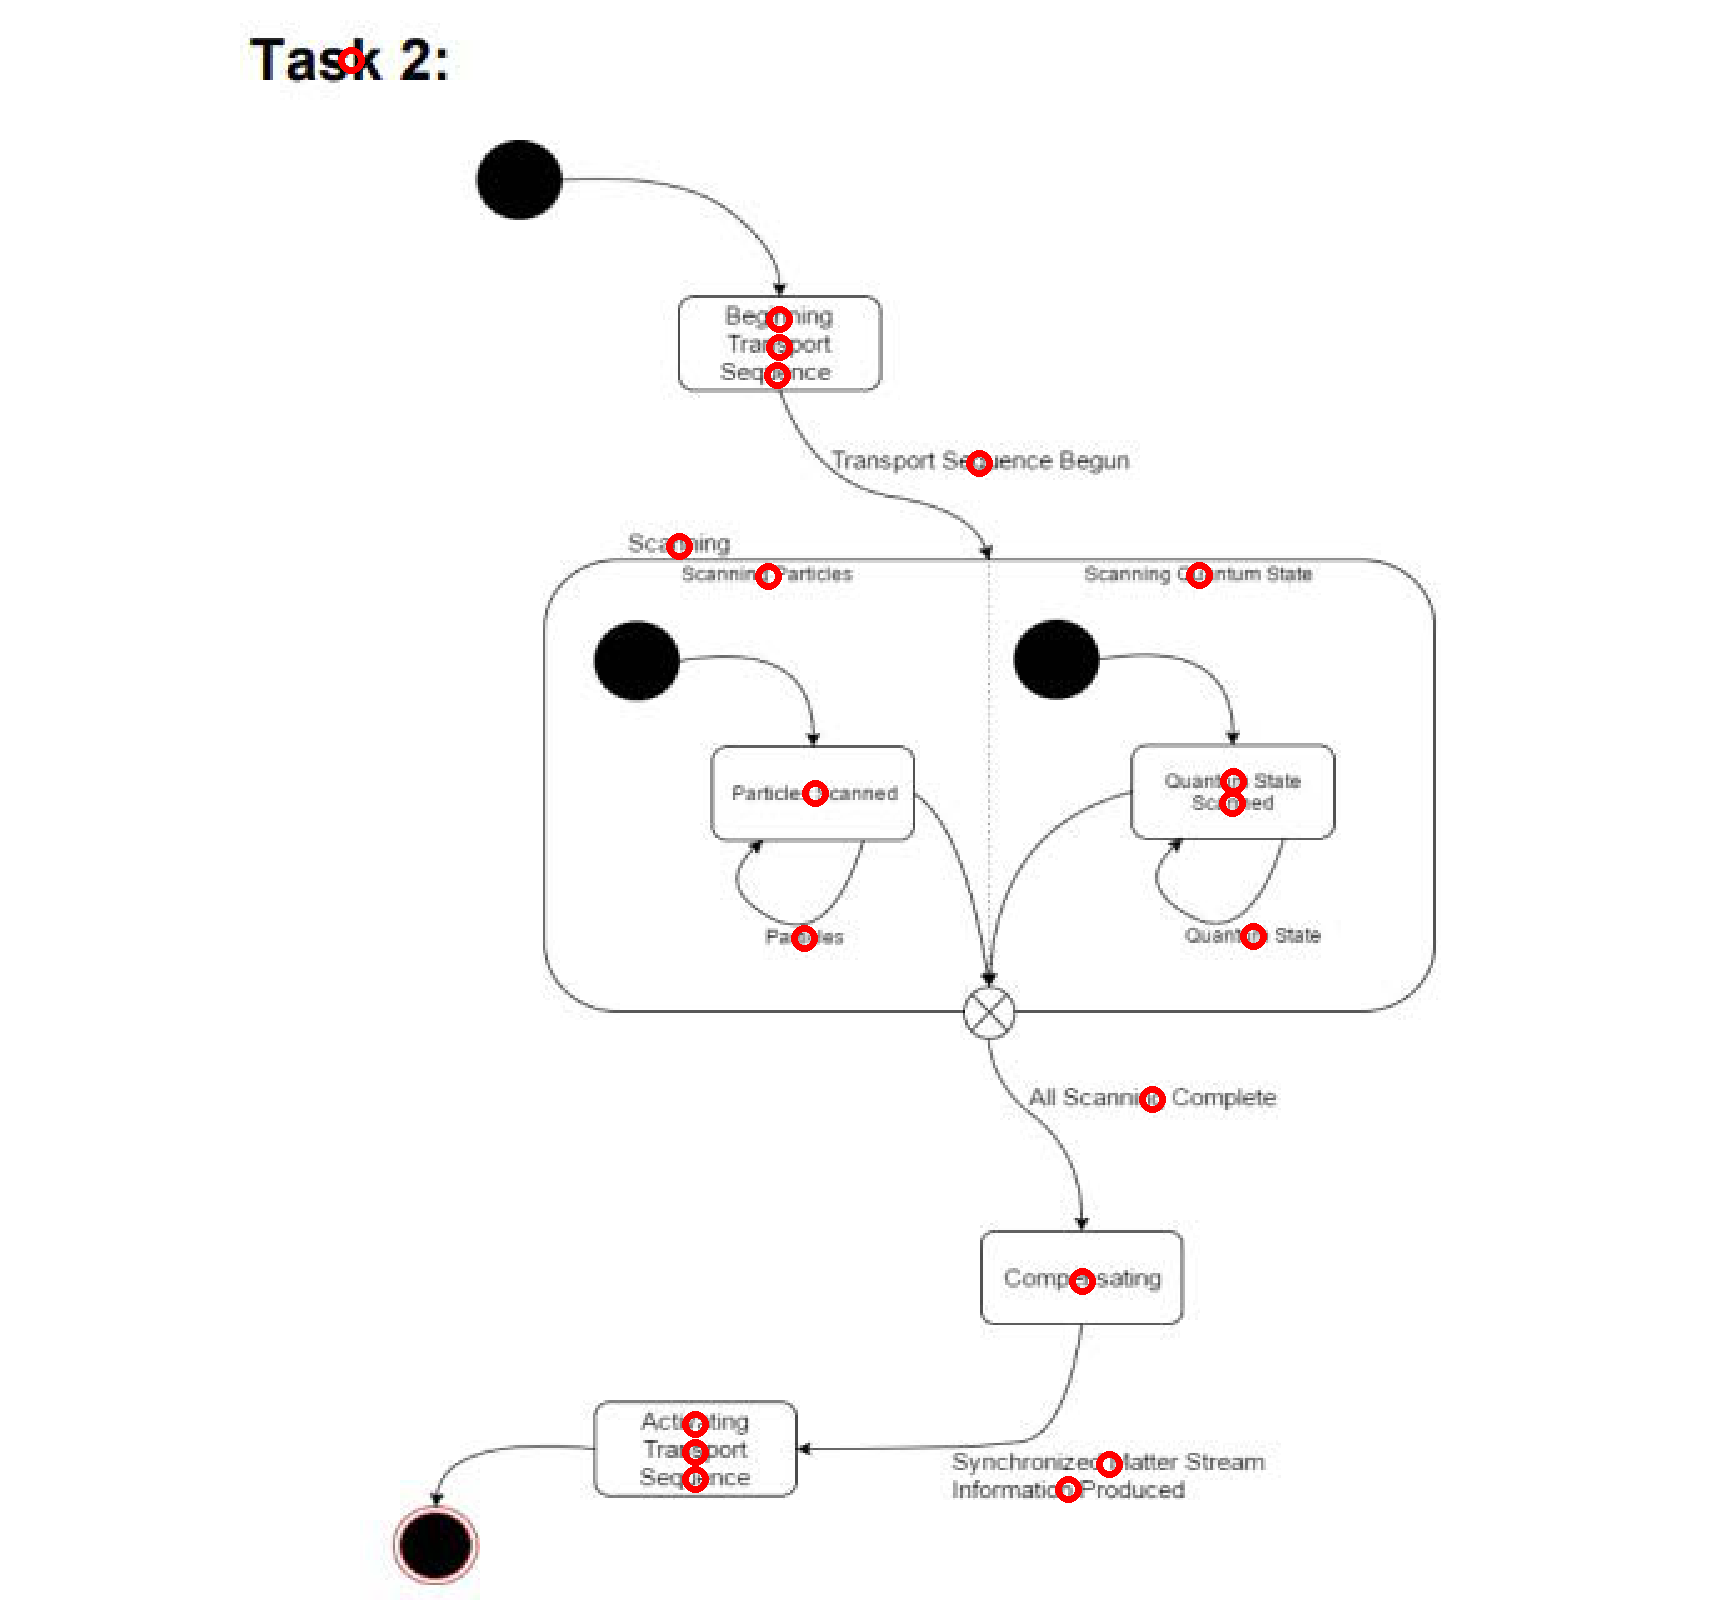 Task 2:
Beginning
Transport
Sequence
Transport Sequence Begun
Scanning
Scanning Particles
Scanning Quantum State
Particles Scanned
Quantum State
Scanned
Particles
Quantum State
All Scanning Complete
Compensating
Activating
Transport
Sequence
Synchronized Matter Stream
Information Produced